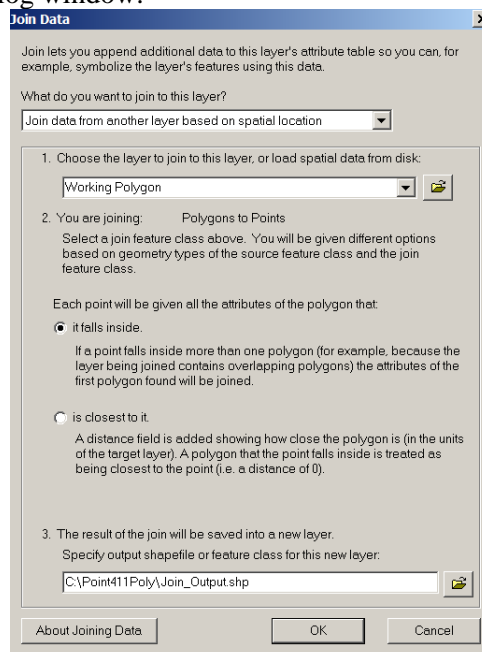 Join Data
Join lets you append additional data to this layer's attribute table so you can, for
example, symbolize the layer's features using this data.
What do you want to join to this layer?
Join data from another layer based on spatial location
1. Choose the layer to join to this layer, or load spatial data from disk:
Working Polygon
2. You are joining: Polygons to Points
Select a join feature class above. You will be given different options
based on geometry types of the source feature class and the join
feature class.
Each point will be given all the attributes of the polygon that:
it falls inside.
If a point falls inside more than one polygon (for example, because the
layer being joined contains overlapping polygons) the attributes of the
first polygon found will be joined.
is closest to it.
A distance field is added showing how close the polygon is (in the units
of the target layer). A polygon that the point falls inside is treated as
being closest to the point (i.e. a distance of 0).
3. The result of the join will be saved into a new layer.
Specify output shapefile or feature class for this new layer:
C:\Point411Poly\Join_Output.shp
About Joining Data OK Cancel